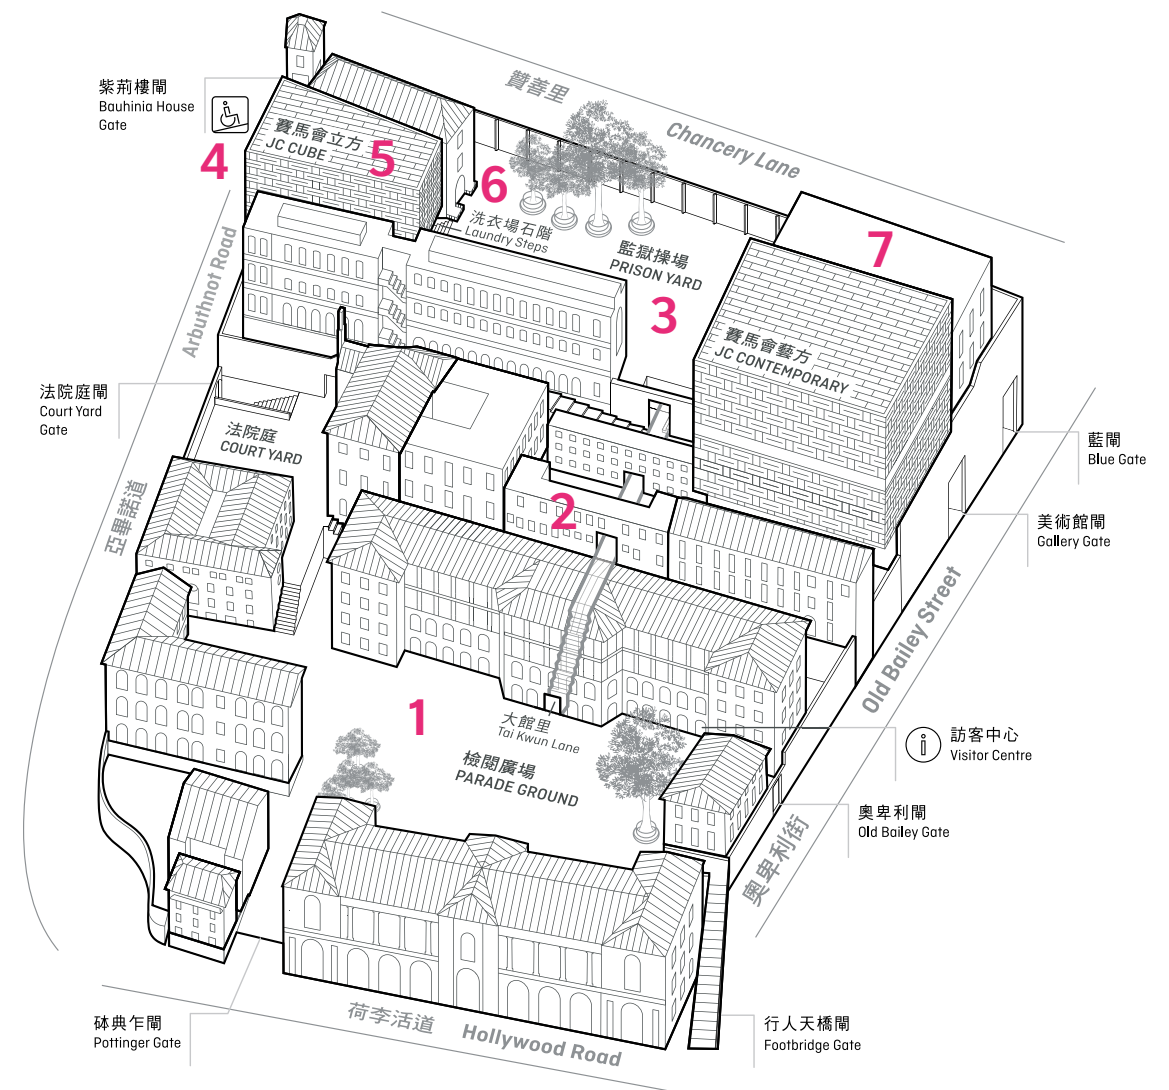 贊善里
Chancery Lane
紫荊樓閘
Bauhinia House
Gate
4
賽馬會立方
JC CUBE
5
6
洗衣場石階
Laundry Steps
監獄操場
PRISON YARD
3
7
賽馬會藝方
JC CONTEMPORARY
Arbuthnot Road
亞畢諾道
法院庭閘
Court Yard
Gate
法院庭
COURT YARD
藍閘
Blue Gate
美術館閘
Gallery Gate
2
Old Bailey Street
奧卑利街
1
大館里
Tai Kwun Lane
檢閱廣場
PARADE GROUND
i
訪客中心
Visitor Centre
奧卑利閘
Old Bailey Gate
砵典乍閘
Pottinger Gate
荷李活道
Hollywood Road
行人天橋閘
Footbridge Gate